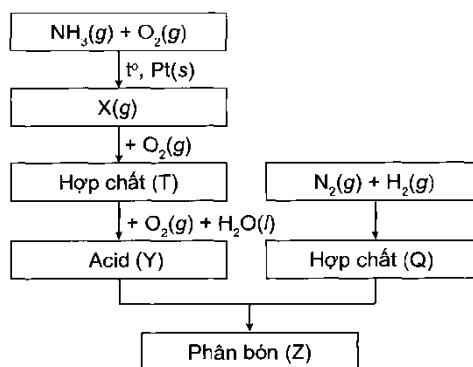 NH₃(g) + O₂(g)
t°, Pt(s)
X(g)
+ O₂(g)
Hợp chất (T)
N₂(g) + H₂(g)
+ O₂(g) + H₂O(l)
Acid (Y)
Hợp chất (Q)
Phân bón (Z)